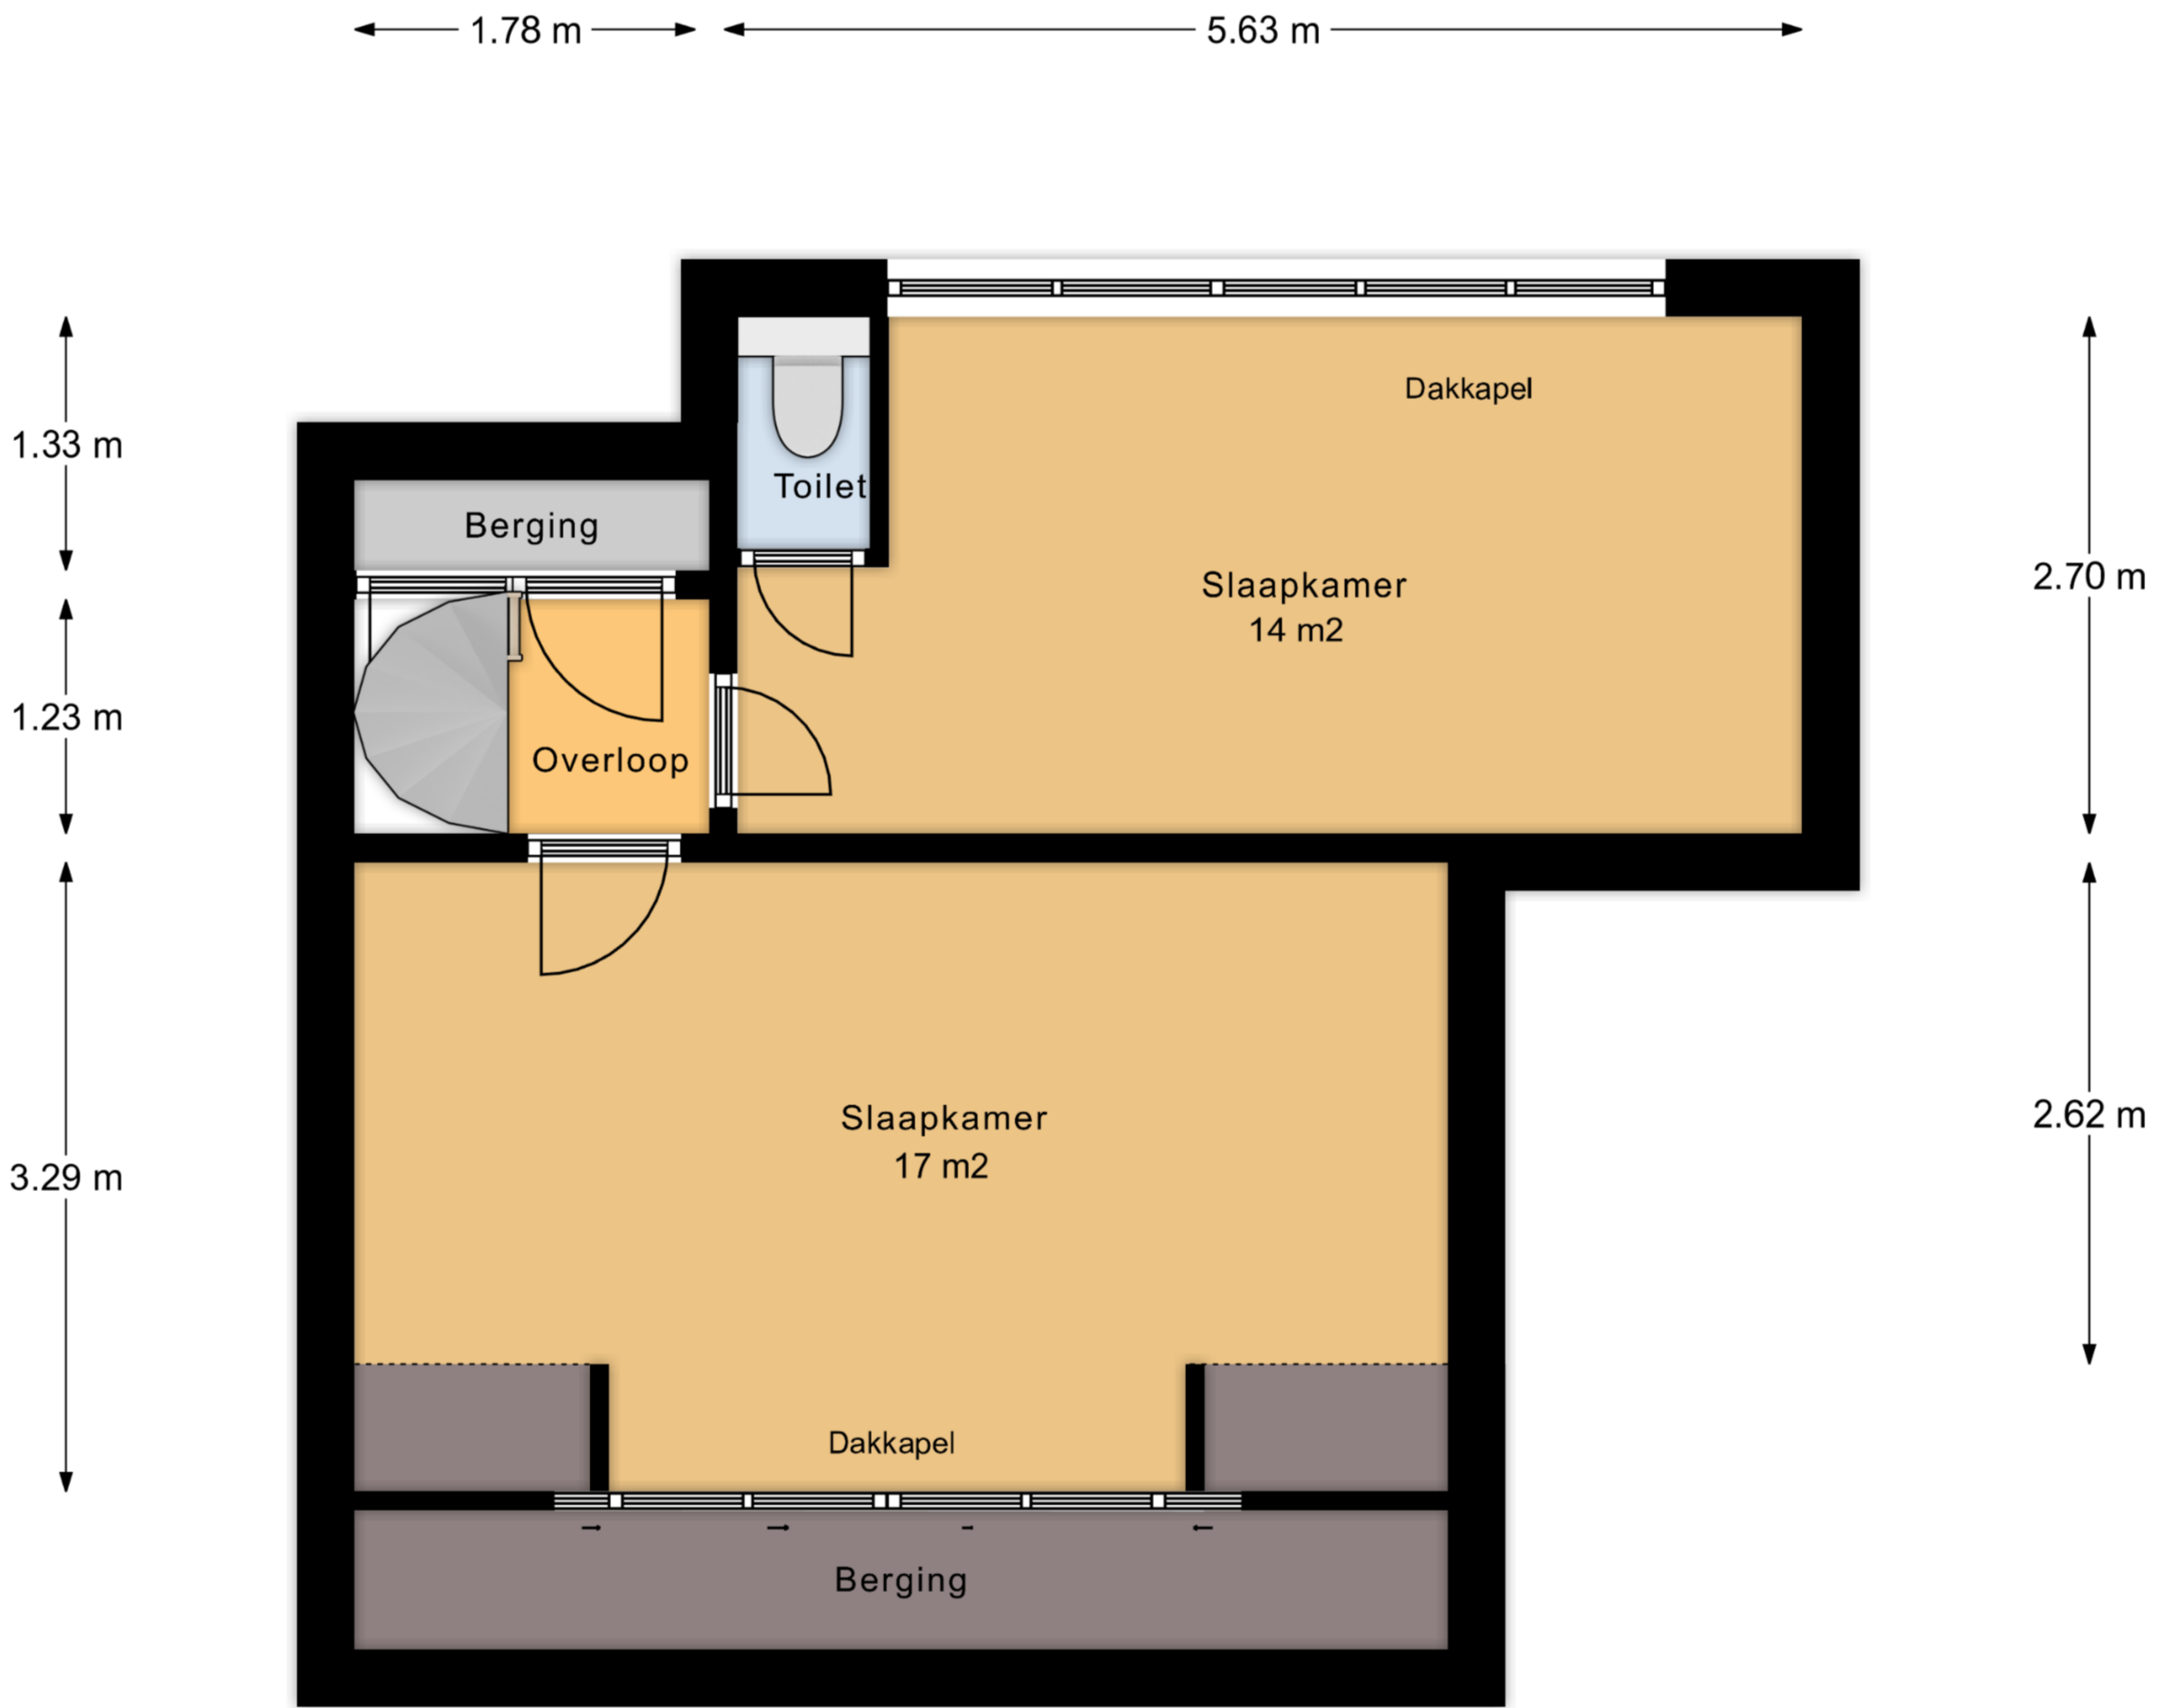 1.78 m
5.63 m
Dakkapel
1.33 m
Toilet
Berging
Slaapkamer
14 m2
2.70 m
1.23 m
Overloop
Slaapkamer
17 m2
2.62 m
3.29 m
Dakkapel
Berging